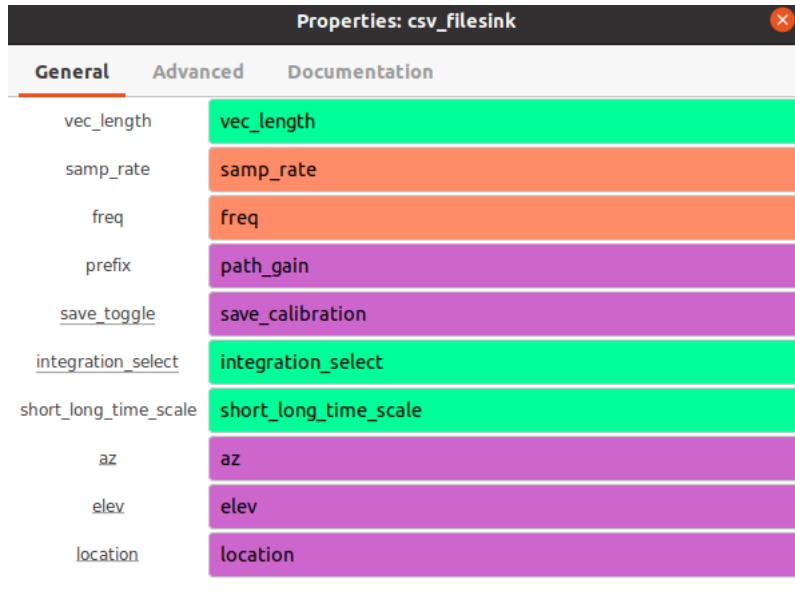 Properties: csv_filesink
General Advanced Documentation
vec_length vec_length
samp_rate samp_rate
freq freq
prefix path_gain
save_toggle save_calibration
integration_select integration_select
short_long_time_scale short_long_time_scale
az az
elev elev
location location